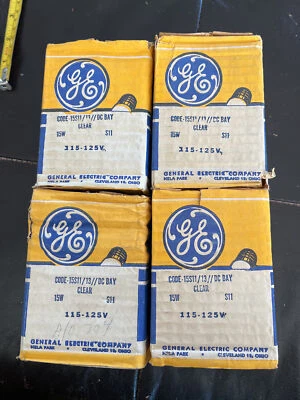 GE
CODE-15S11/13//DC BAY
CLEAR
15W S11
115-125V
GENERAL ELECTRIC COMPANY
NELA PARK • CLEVELAND 12, OHIO
GE
CODE-15S11/13//DC BAY
CLEAR
15W S11
115-125V
GENERAL ELECTRIC COMPANY
NELA PARK • CLEVELAND 12, OHIO
GE
CODE-15S11/13//DC BAY
CLEAR
15W S11
115-125V
GENERAL ELECTRIC COMPANY
NELA PARK • CLEVELAND 12, OHIO
GE
CODE-15S11/13//DC BAY
CLEAR
15W S11
115-125V
GENERAL ELECTRIC COMPANY
NELA PARK • CLEVELAND 12, OHIO